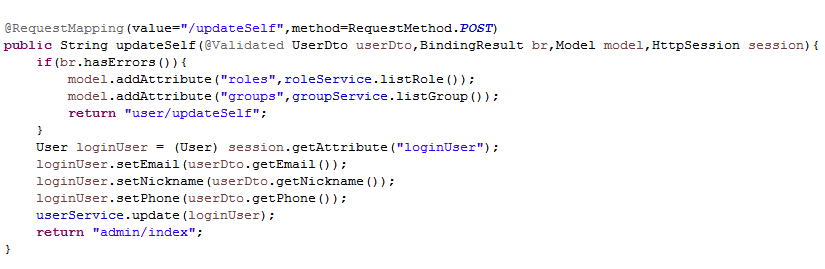 @RequestMapping(value="/updateSelf",method=RequestMethod.POST)
public String updateSelf(@Validated UserDto userDto,BindingResult br,Model model,HttpSession session){
    if(br.hasErrors()){
        model.addAttribute("roles",roleService.listRole());
        model.addAttribute("groups",groupService.listGroup());
        return "user/updateSelf";
    }
    User loginUser = (User) session.getAttribute("loginUser");
    loginUser.setEmail(userDto.getEmail());
    loginUser.setNickname(userDto.getNickname());
    loginUser.setPhone(userDto.getPhone());
    userService.update(loginUser);
    return "admin/index";
}